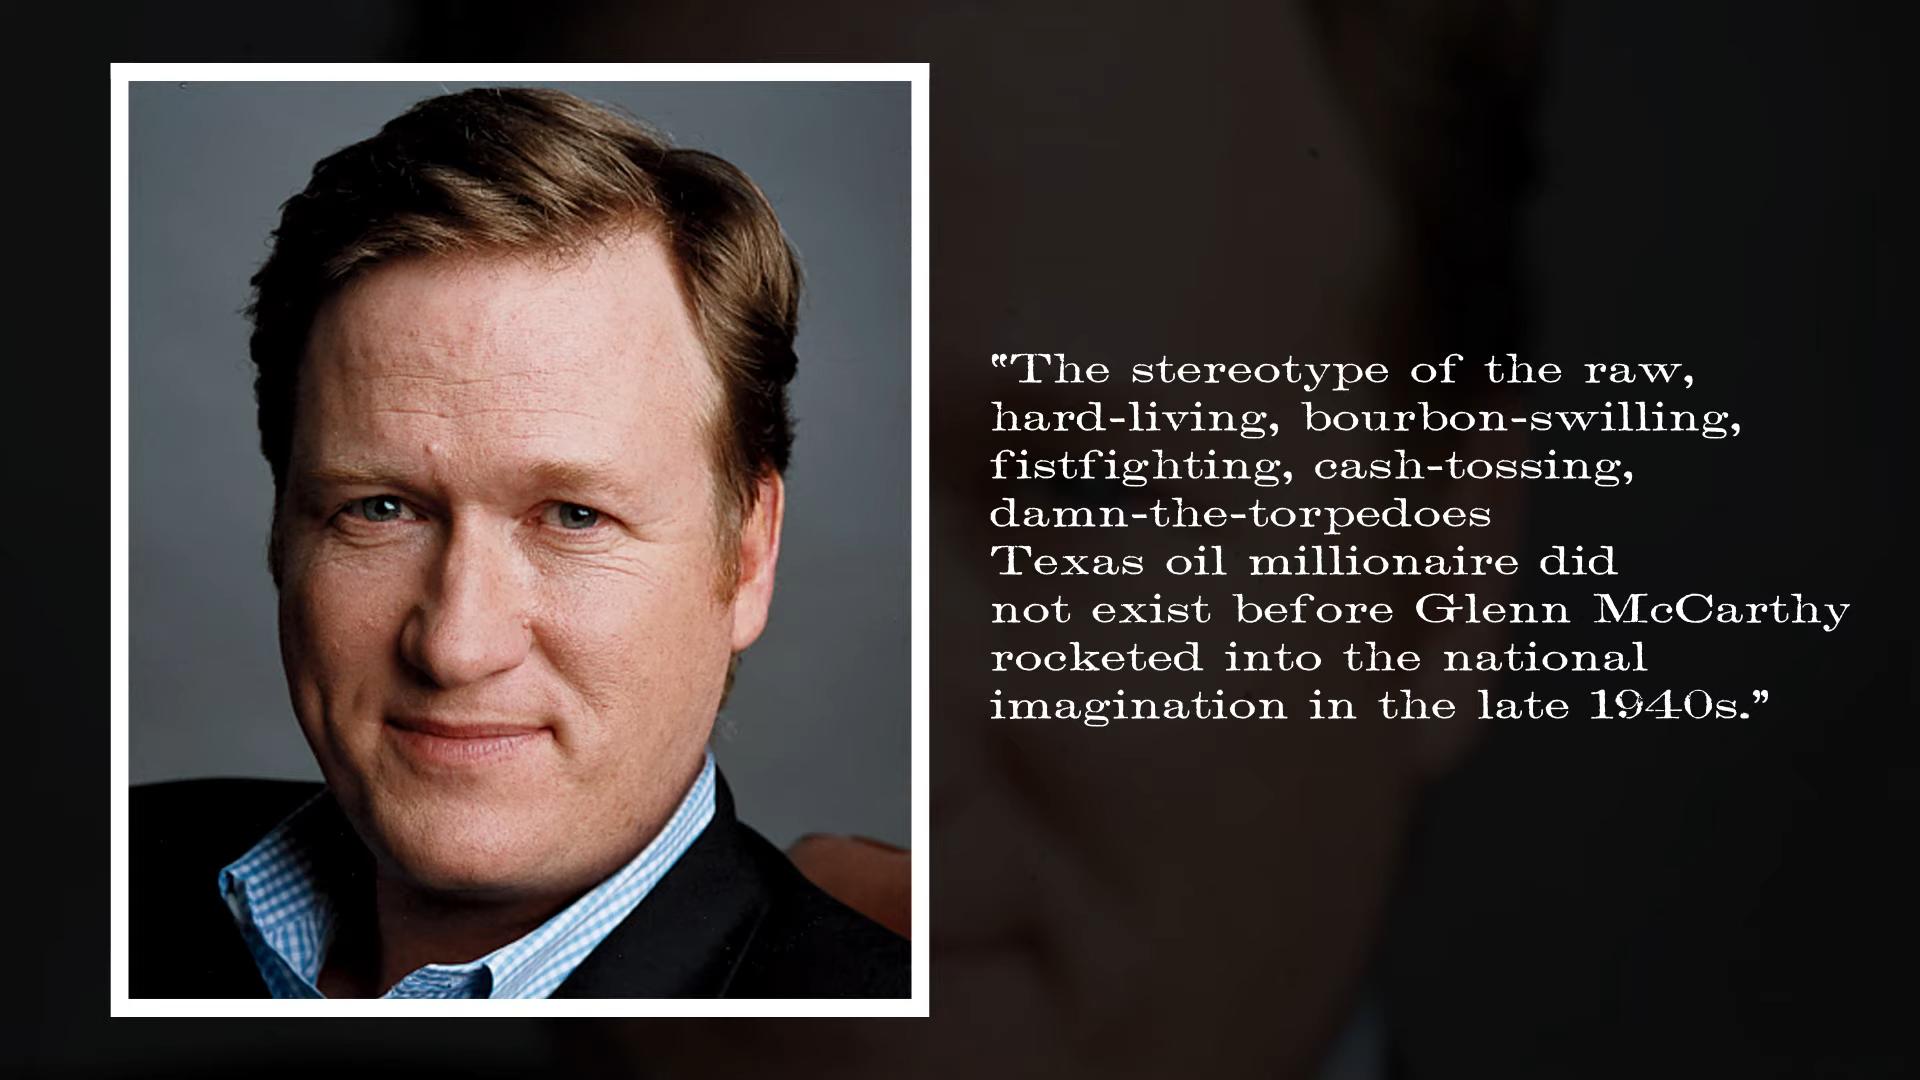 “The stereotype of the raw,
hard-living, bourbon-swilling,
fistfighting, cash-tossing,
damn-the-torpedoes
Texas oil millionaire did
not exist before Glenn McCarthy
rocketed into the national
imagination in the late 1940s.”